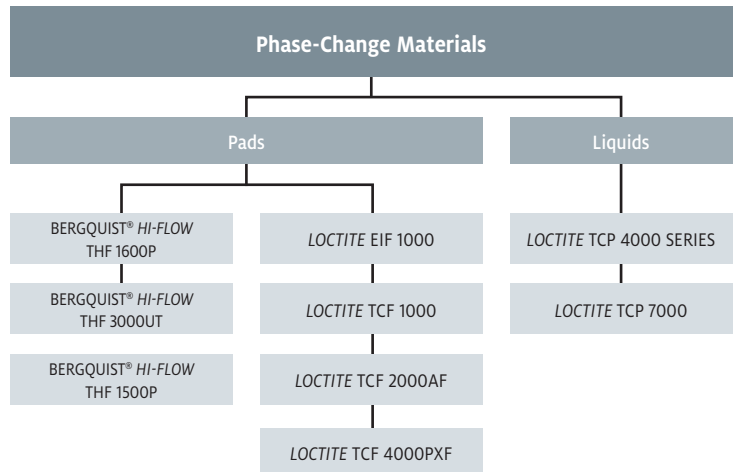 Phase-Change Materials
Pads
Liquids
BERGQUIST® HI-FLOW
THF 1600P
LOCTITE EIF 1000
LOCTITE TCP 4000 SERIES
BERGQUIST® HI-FLOW
THF 3000UT
LOCTITE TCF 1000
LOCTITE TCP 7000
BERGQUIST® HI-FLOW
THF 1500P
LOCTITE TCF 2000AF
LOCTITE TCF 4000PXF